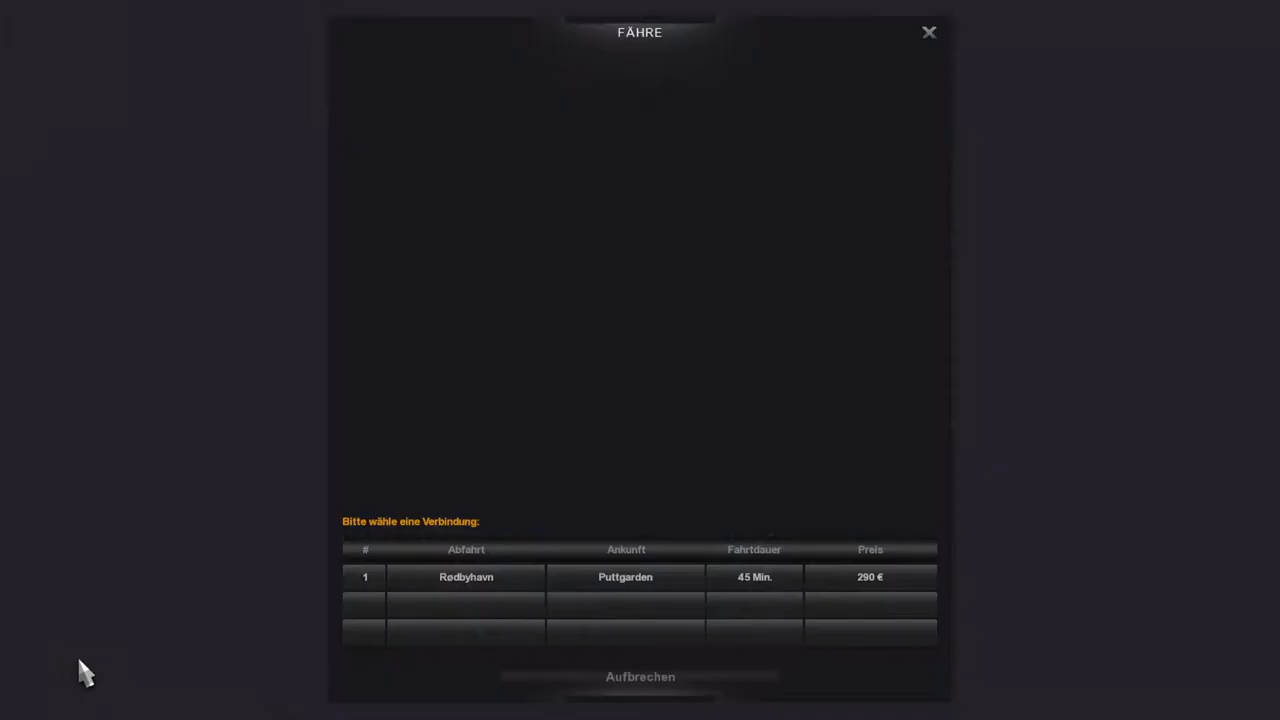 FÄHRE
Bitte wähle eine Verbindung:
# Abfahrt Ankunft Fahrtdauer Preis
1 Rødbyhavn Puttgarden 45 Min. 290 €
Aufbrechen